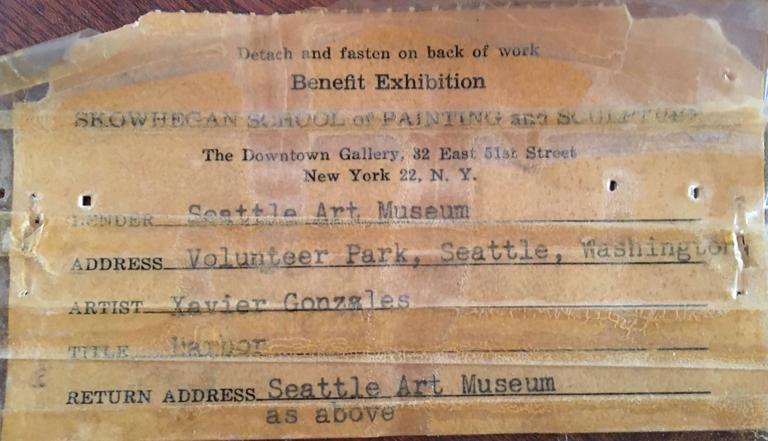 Detach and fasten on back of work
Benefit Exhibition
SKOWHEGAN SCHOOL of PAINTING and SCULPTURE
The Downtown Gallery, 32 East 51st Street
New York 22, N. Y.
LENDER Seattle Art Museum
ADDRESS Volunteer Park, Seattle, Washington
ARTIST Xavier Gonzales
TITLE Harbor
RETURN ADDRESS Seattle Art Museum
as above